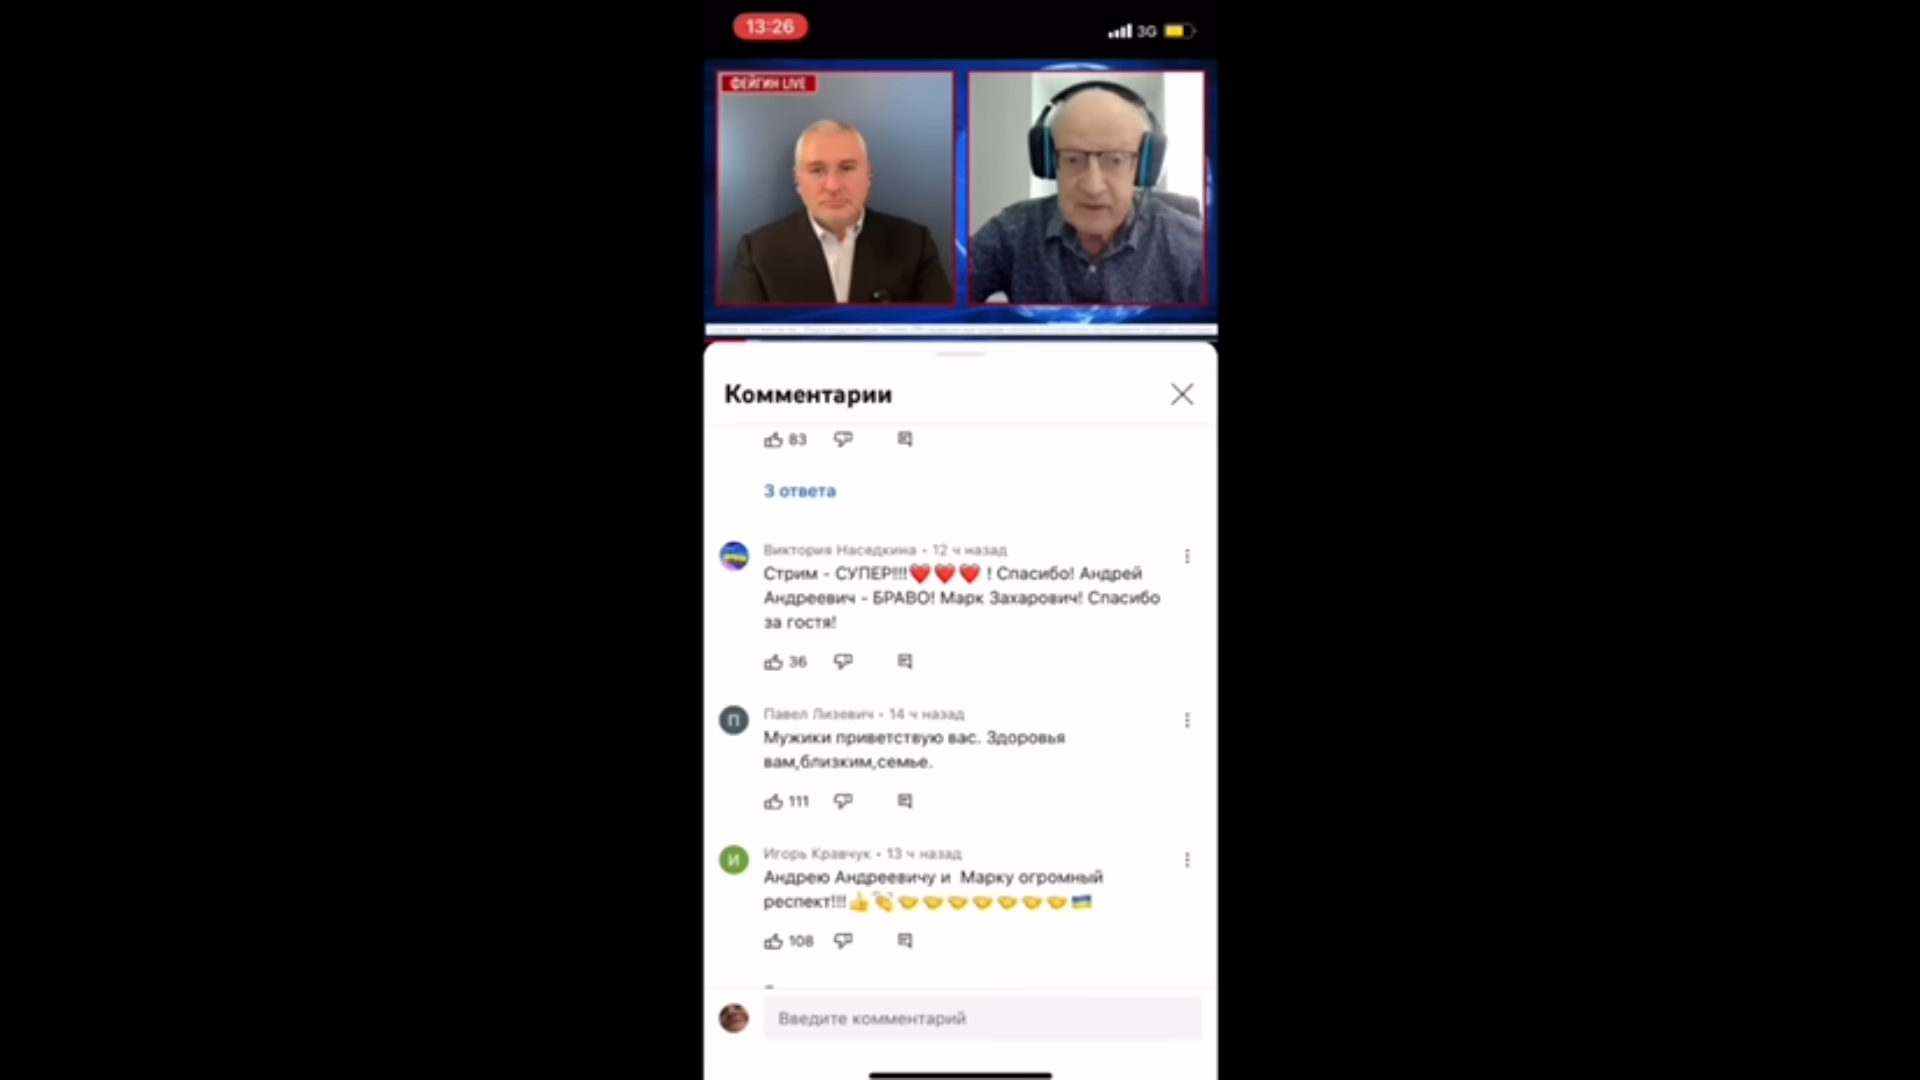 13:26
3G
ФЕЙГИН LIVE
Комментарии
83
3 ответа
Виктория Наседкина • 12 ч назад
Стрим - СУПЕР!!!❤️❤️❤️ ! Спасибо! Андрей
Андреевич - БРАВО! Марк Захарович! Спасибо
за гостя!
36
П
Павел Лизевич • 14 ч назад
Мужики приветствую вас. Здоровья
вам,близким,семье.
111
И
Игорь Кравчук • 13 ч назад
Андрею Андреевичу и Марку огромный
респект!!!👍👏🤝🤝🤝🤝🤝🤝🤝🇺🇦
108
Введите комментарий